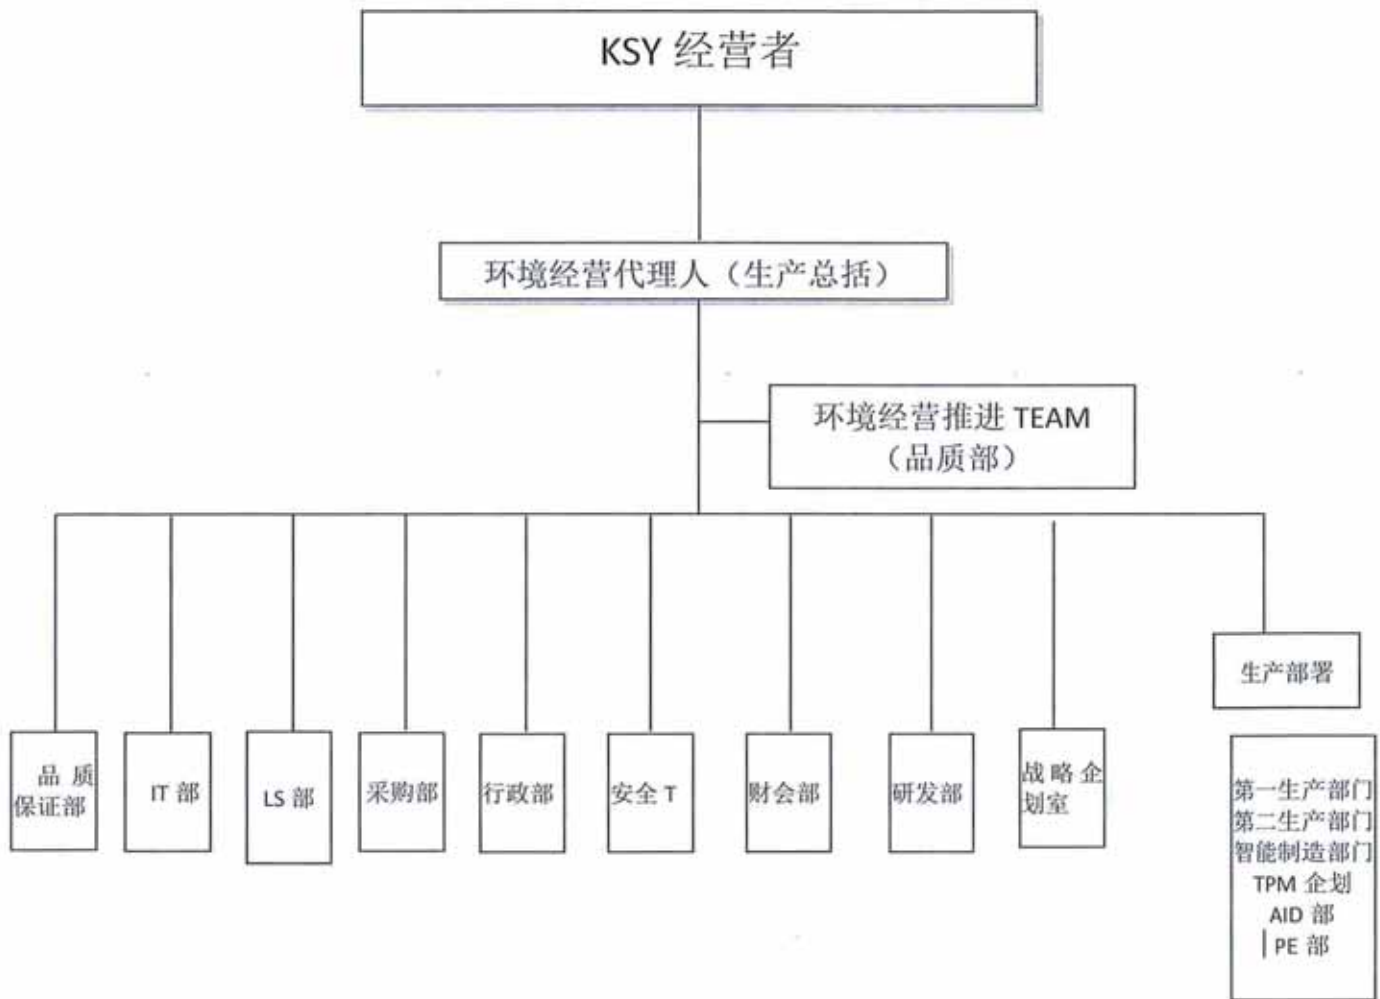 KSY 经营者
环境经营代理人（生产总括）
环境经营推进 TEAM
（品质部）
生产部署
品 质
保证部
IT 部
LS 部
采购部
行政部
安全 T
财会部
研发部
战 略 企
划室
第一生产部门
第二生产部门
智能制造部门
TPM 企划
AID 部
PE 部